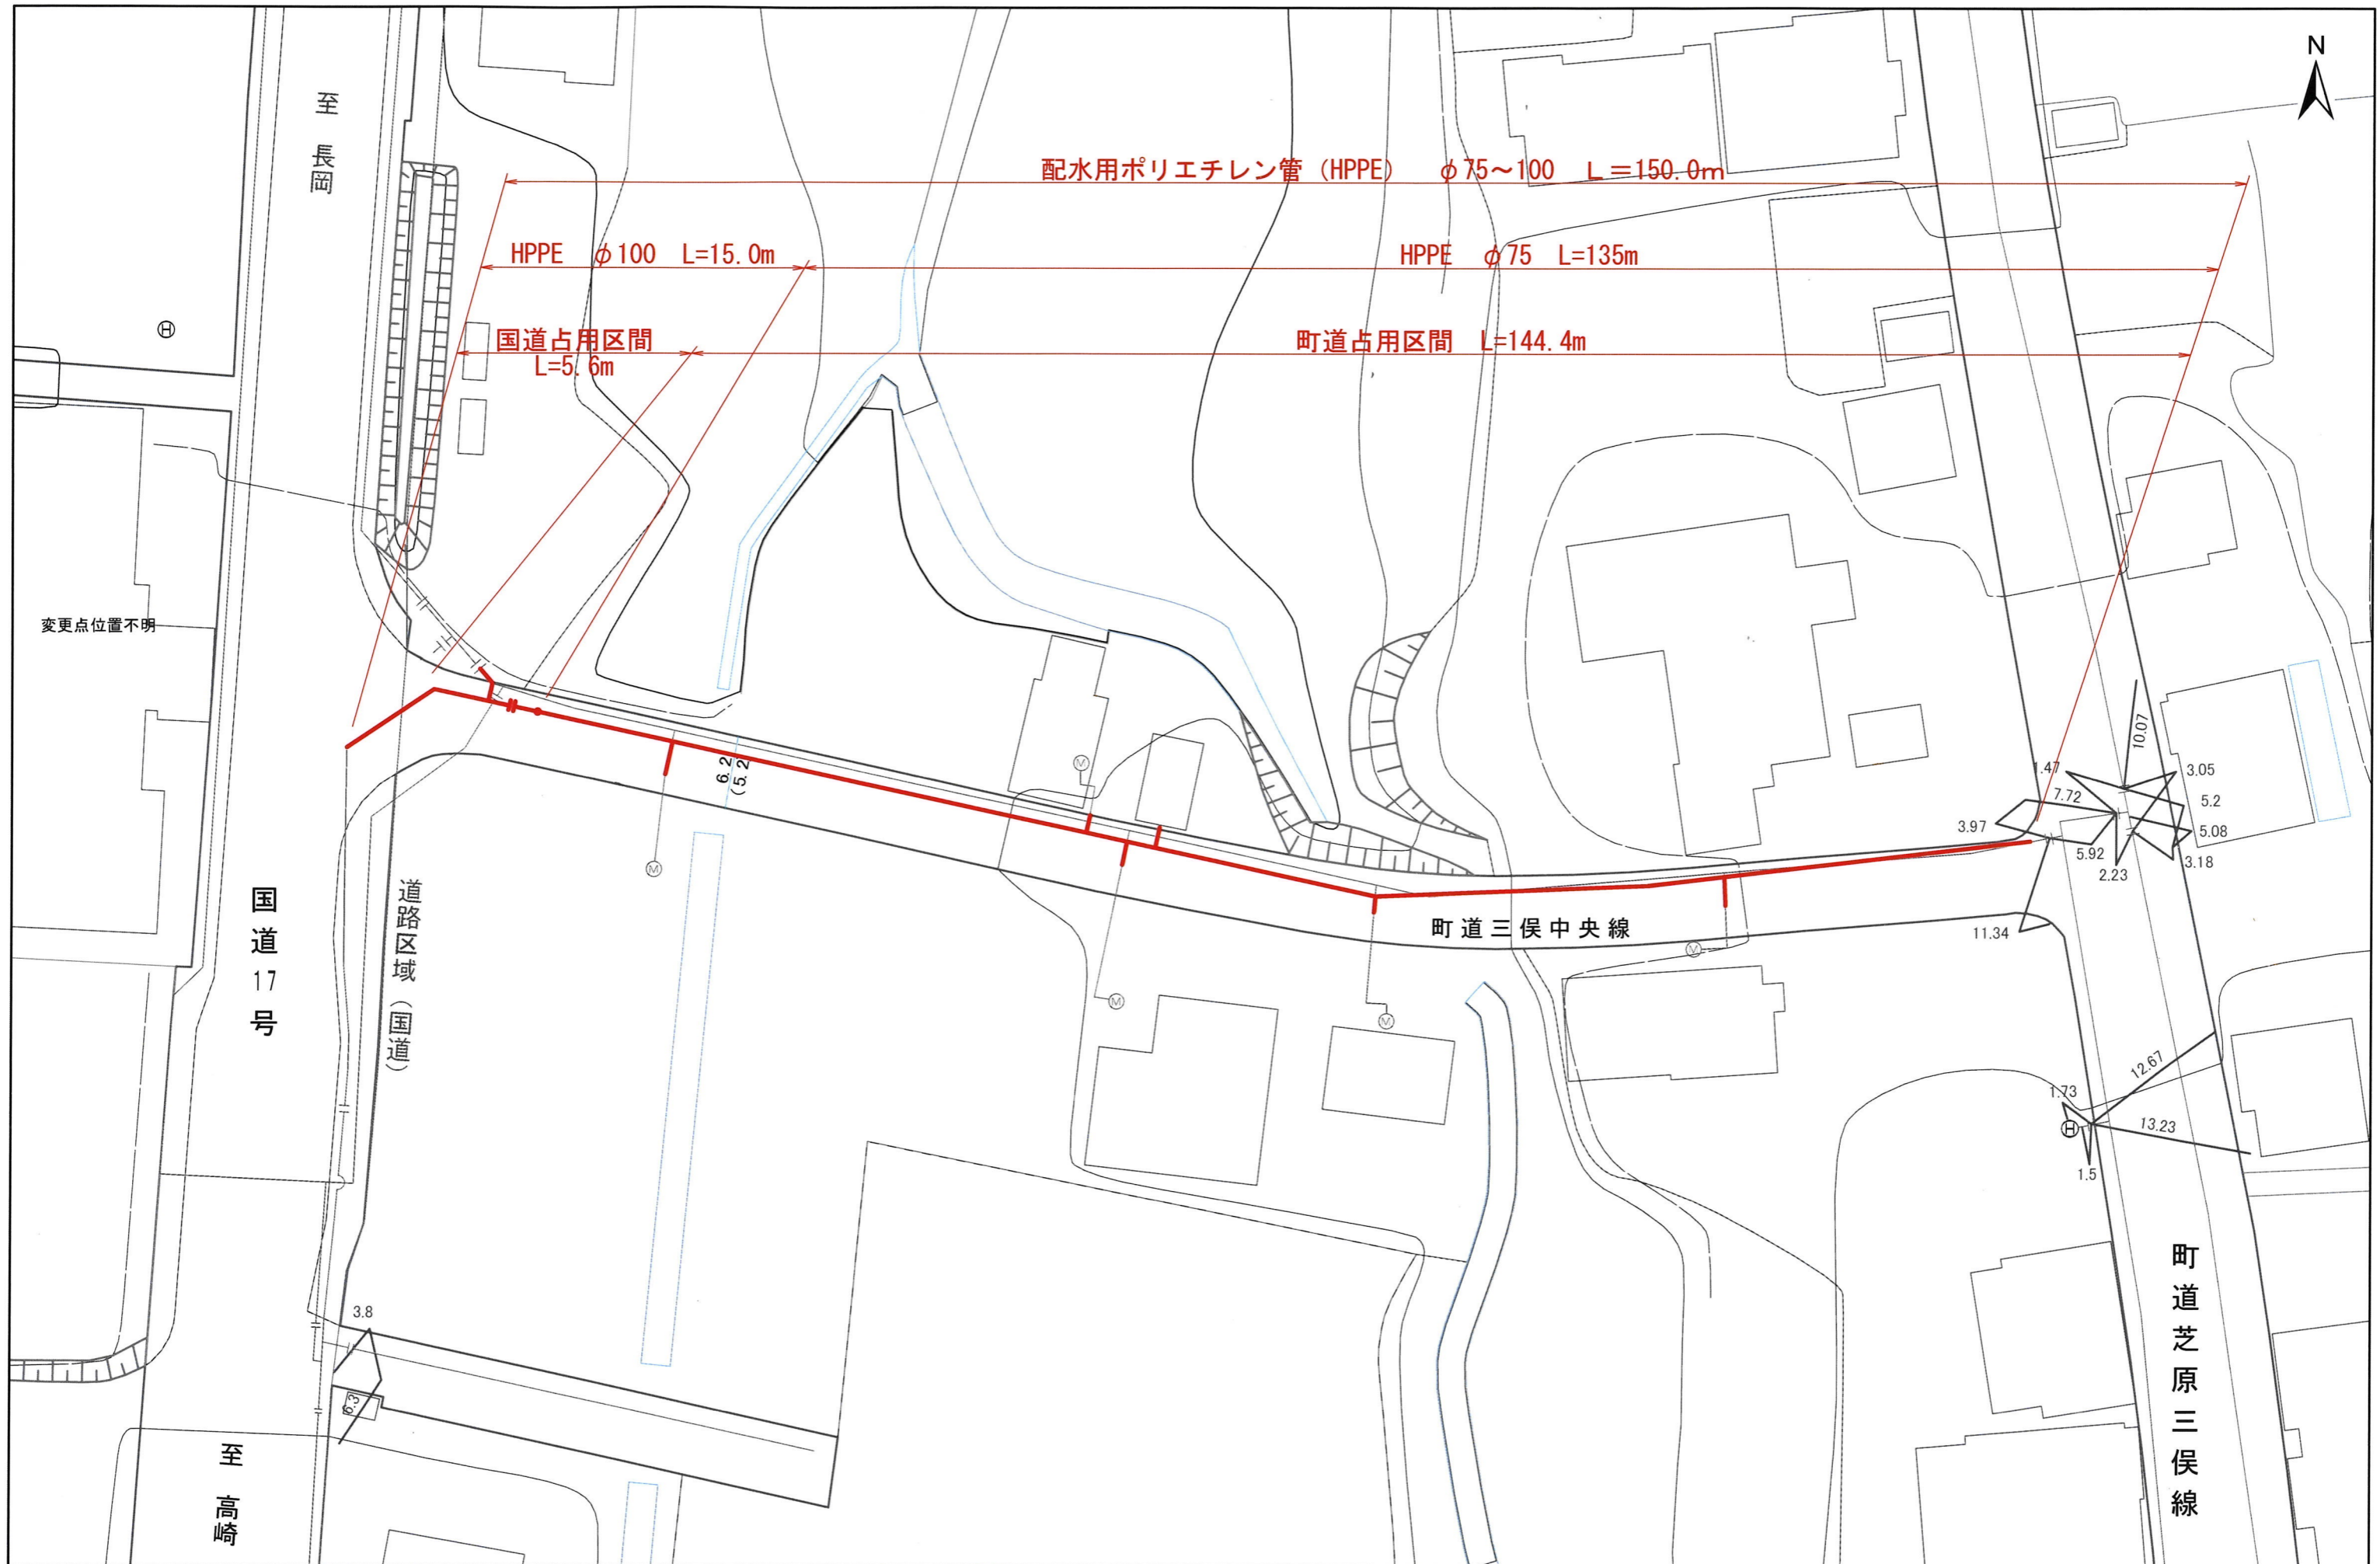 N
至 長岡
配水用ポリエチレン管（HPPE） φ75～100 L＝150.0m
HPPE φ100 L=15.0m
HPPE φ75 L=135m
国道占用区間
L=5.6m
町道占用区間 L=144.4m
H
変更点位置不明
6.2
(5.2
M
M
M
M
M
M
国道17号
道路区域（国道）
町道三俣中央線
10.07
1.47
3.05
7.72
5.2
3.97
5.08
5.92
3.18
2.23
11.34
12.67
1.73
H
13.23
1.5
3.8
6.3
至 高崎
町道芝原三俣線